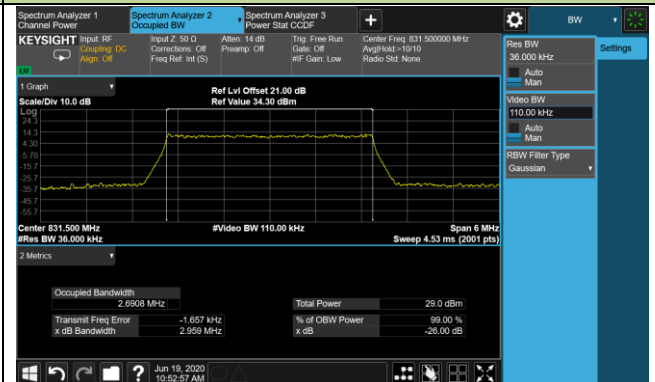 Spectrum Analyzer 1
Channel Power
Spectrum Analyzer 2
Occupied BW
Spectrum Analyzer 3
Power Stat CCDF
+
BW
KEYSIGHT
Input: RF
Coupling: DC
Align: Off
Input Z: 50 Ω
Corrections: Off
Freq Ref: Int (S)
Atten: 14 dB
Preamp: Off
Trig: Free Run
Gate: Off
#IF Gain: Low
Center Freq: 831.500000 MHz
Avg|Hold:>10/10
Radio Std: None
Res BW
36.000 kHz
Auto
Man
Video BW
110.00 kHz
Auto
Man
RBW Filter Type
Gaussian
Settings
1 Graph
Scale/Div 10.0 dB
Ref Lvl Offset 21.00 dB
Ref Value 34.30 dBm
Log
24.3
14.3
4.30
-5.70
-15.7
-25.7
-35.7
-45.7
-55.7
Center 831.500 MHz
#Res BW 36.000 kHz
#Video BW 110.00 kHz
Span 6 MHz
Sweep 4.53 ms (2001 pts)
2 Metrics
Occupied Bandwidth
2.6908 MHz
Total Power 29.0 dBm
Transmit Freq Error -1.657 kHz
% of OBW Power 99.00 %
x dB Bandwidth 2.959 MHz
x dB -26.00 dB
?
Jun 19, 2020
10:52:57 AM